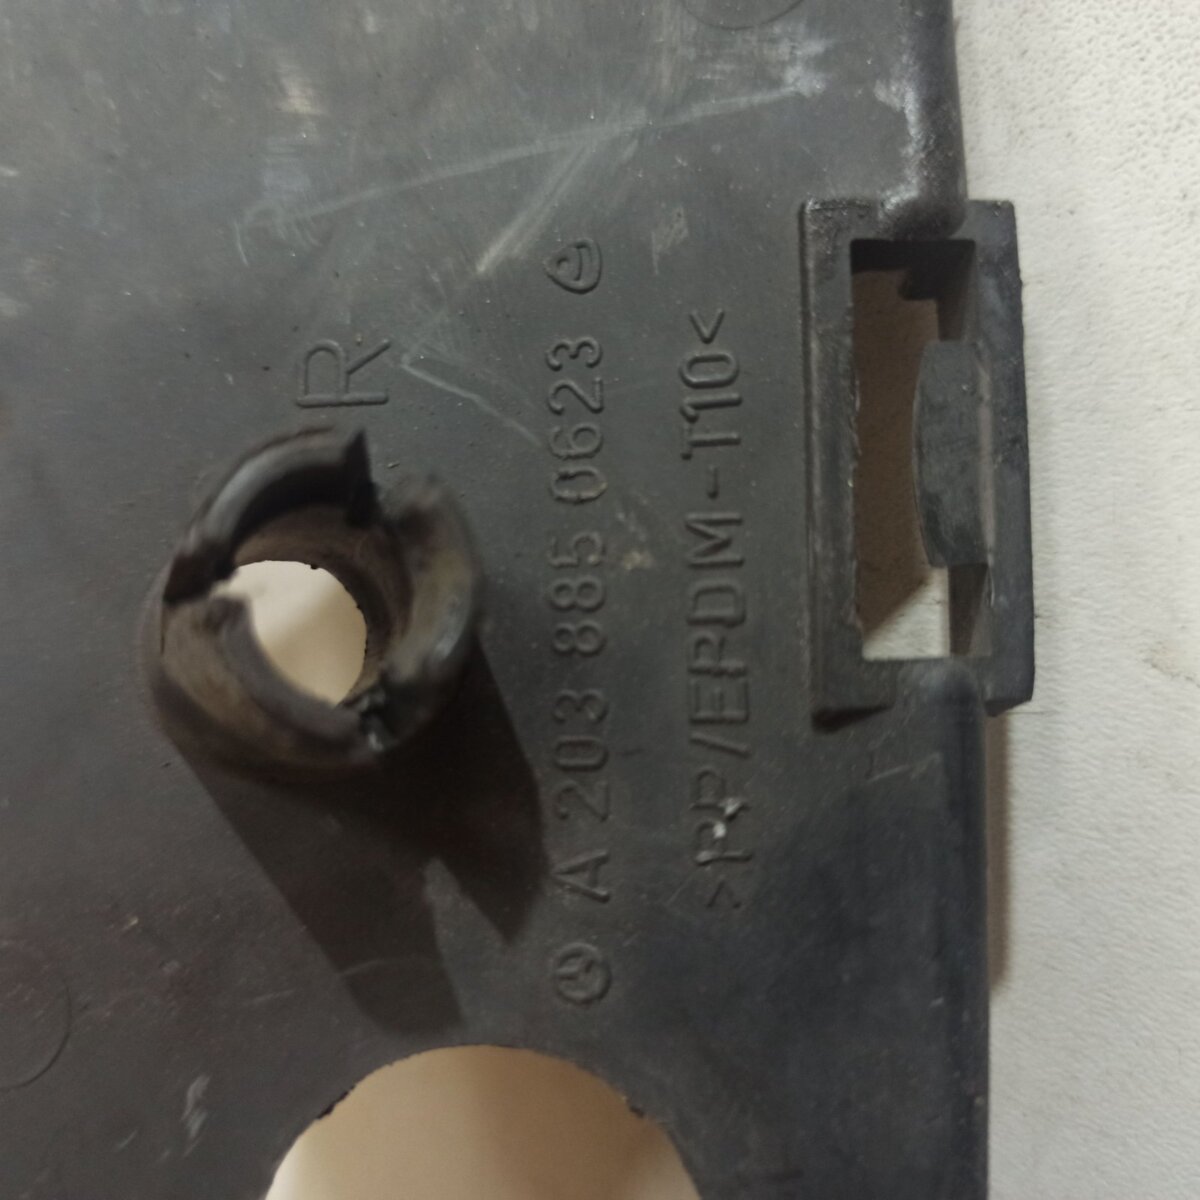 R
A 203 885 0623
>PP/EPDM-T10<